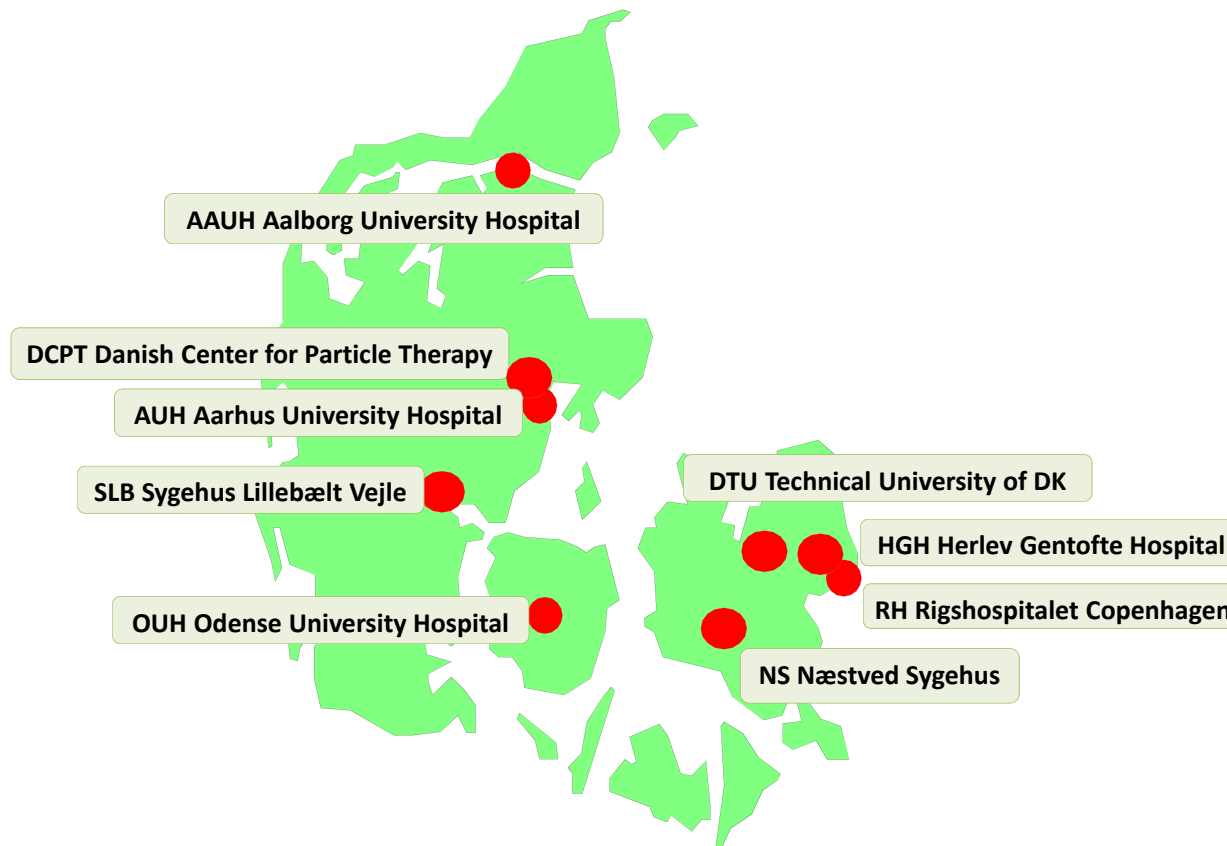 AAUH Aalborg University Hospital
DCPT Danish Center for Particle Therapy
AUH Aarhus University Hospital
SLB Sygehus Lillebælt Vejle
DTU Technical University of DK
HGH Herlev Gentofte Hospital
RH Rigshospitalet Copenhagen
OUH Odense University Hospital
NS Næstved Sygehus